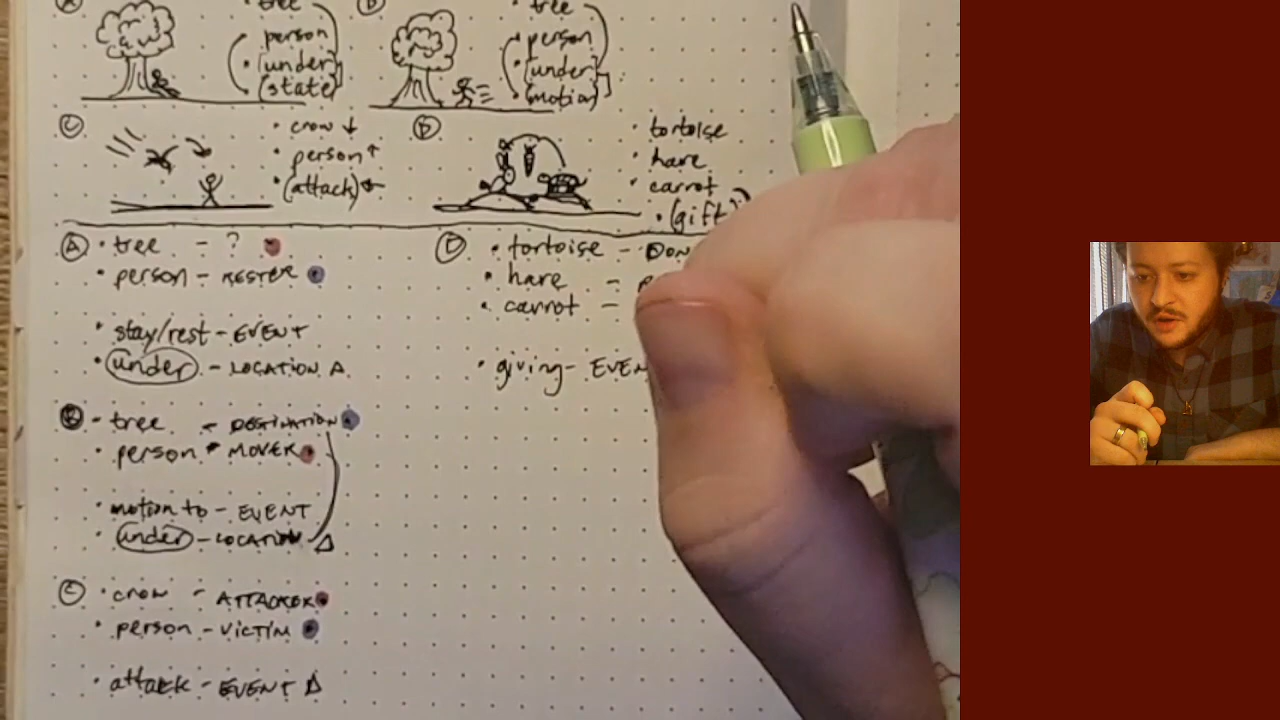 A • tree B • tree
person person
• (under) • (under)
(state) • (motion)
C • crow ↓ D • tortoise
• person ↑ • hare
• (attack) ← • carrot
• (gift)
A • tree – ?
• person – RESTER
• stay/rest – EVENT
• under – LOCATION Δ
B – tree – DESTINATION
• person – MOVER
• motion to – EVENT
• under – LOCATION Δ
C • crow – ATTACKER
• person – VICTIM
• attack – EVENT Δ
D • tortoise – DON
• hare –
• carrot –
• giving – EVEN